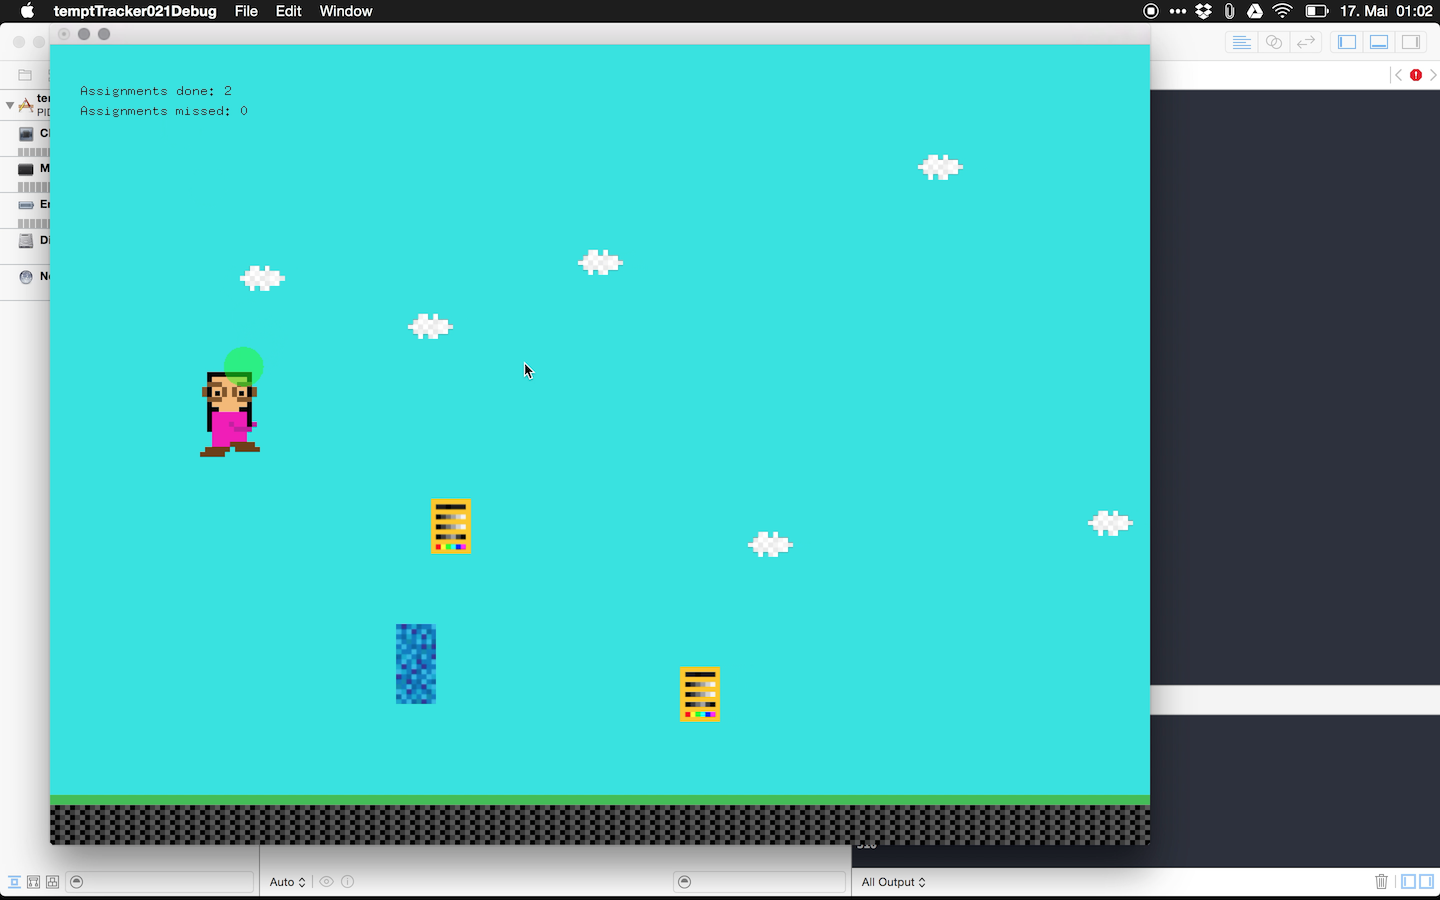 temptTracker021Debug File Edit Window 17. Mai 01:02
Assignments done: 2
Assignments missed: 0
Auto
All Output